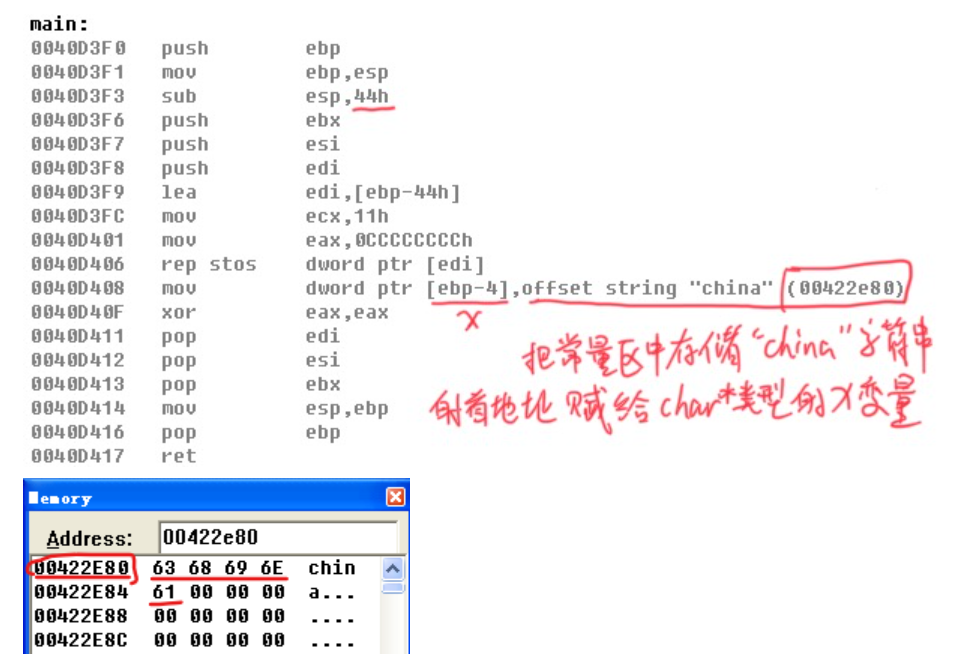 main:
0040D3F0 push ebp
0040D3F1 mov ebp,esp
0040D3F3 sub esp,44h
0040D3F6 push ebx
0040D3F7 push esi
0040D3F8 push edi
0040D3F9 lea edi,[ebp-44h]
0040D3FC mov ecx,11h
0040D401 mov eax,0CCCCCCCCh
0040D406 rep stos dword ptr [edi]
0040D408 mov dword ptr [ebp-4],offset string "china" (00422e80)
x
0040D40F xor eax,eax
0040D411 pop edi
0040D412 pop esi
0040D413 pop ebx
0040D414 mov esp,ebp
0040D416 pop ebp
0040D417 ret
把常量区中存储“china”字符串
的首地址赋给char*类型的x变量
Memory
Address: 00422e80
00422E80 63 68 69 6E chin
00422E84 61 00 00 00 a...
00422E88 00 00 00 00 ....
00422E8C 00 00 00 00 ....